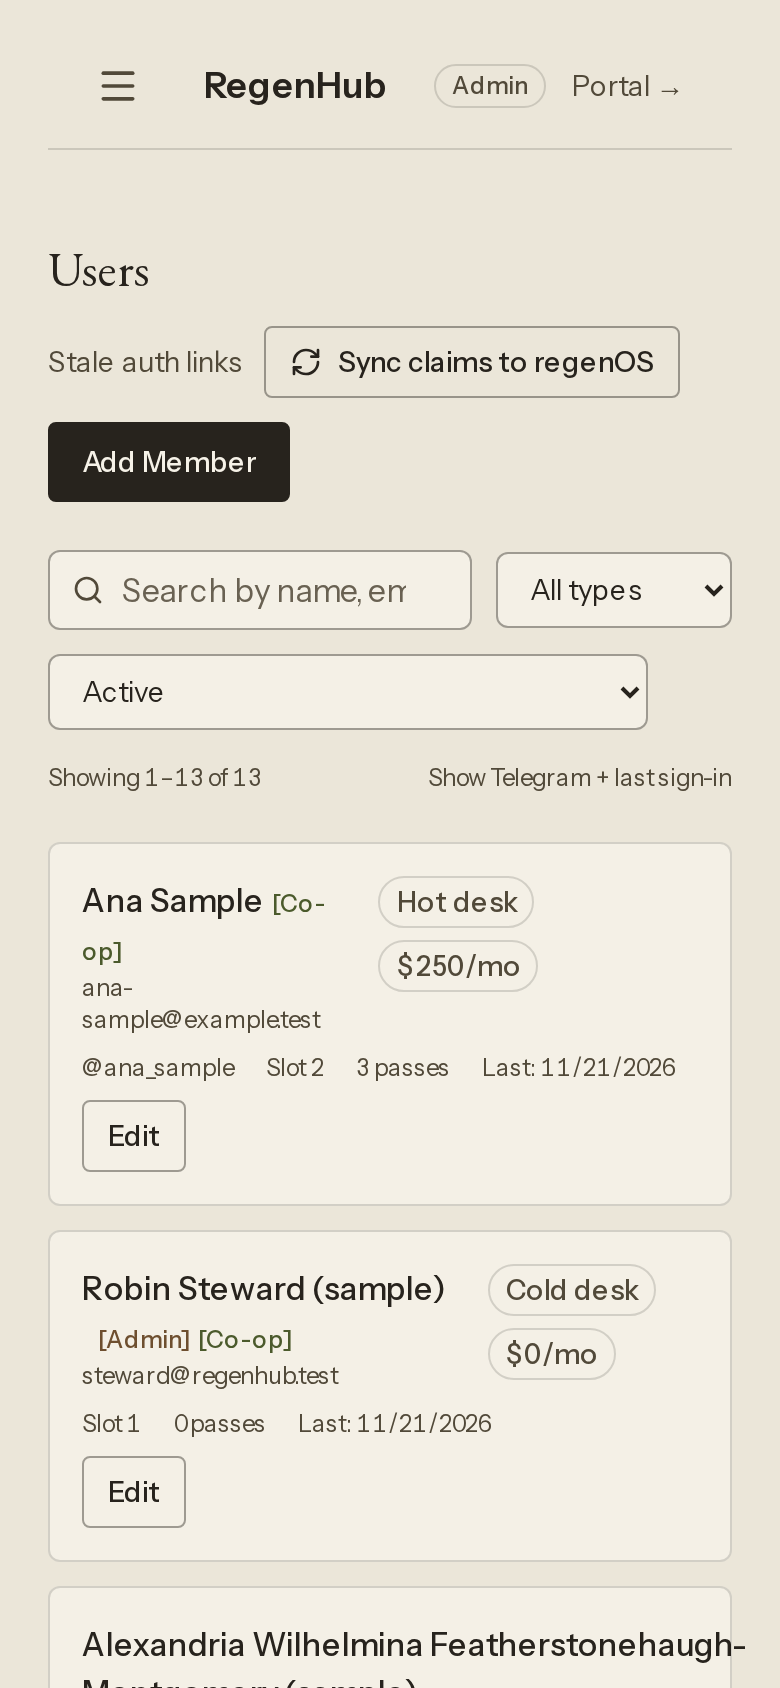 RegenHub Admin Portal →
Users
Stale auth links Sync claims to regenOS
Add Member
Search by name, em All types
Active
Showing 1–13 of 13 Show Telegram + last sign-in
Ana Sample [Co-
op]
ana-
sample@example.test
Hot desk
$250/mo
@ana_sample Slot 2 3 passes Last: 11/21/2026
Edit
Robin Steward (sample)
[Admin] [Co-op]
steward@regenhub.test
Cold desk
$0/mo
Slot 1 0 passes Last: 11/21/2026
Edit
Alexandria Wilhelmina Featherstonehaugh-
Montgomery (sample)